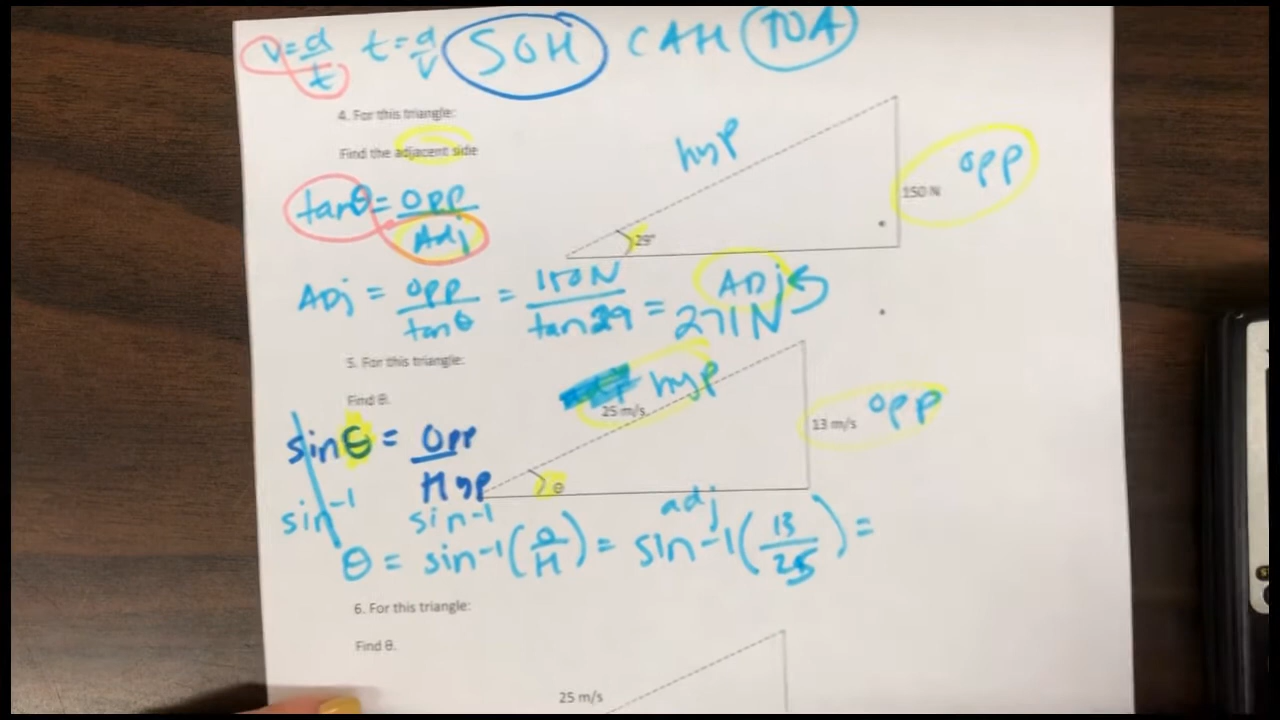 v=d/t t=d/v SOH CAH TOA
4. For this triangle:
Find the adjacent side
hyp
opp
150 N
29°
tanθ = Opp/Adj
ADj = opp/tanθ = 150N/tan29 = 271N
ADj
5. For this triangle:
Find θ.
hyp
25 m/s
13 m/s opp
θ
adj
sinθ = Opp/Hyp
sin-1 sin-1
θ = sin-1(O/H) = sin-1(13/25) =
6. For this triangle:
Find θ.
25 m/s